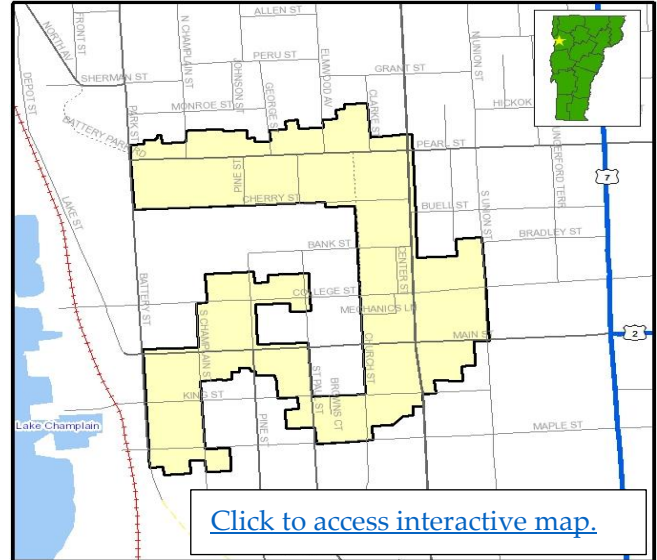 ALLEN ST
FRONT ST
NORTH AV
N CHAMPLAIN ST
PERU ST
JOHNSON ST
ELMWOOD AV
GRANT ST
N UNION ST
SHERMAN ST
DEPOT ST
GEORGE ST
MONROE ST
CLARKE ST
HICKOK
BATTERY PARK RD
PARK ST
PEARL ST
PINE ST
UNGERFORD TERR
7
LAKE ST
CHERRY ST
BUELL ST
S UNION ST
BRADLEY ST
BANK ST
CENTER ST
BATTERY ST
COLLEGE ST
MECHANICS LN
S CHAMPLAIN S
MAIN ST
2
CHURCH ST
KING ST
ST PAUL ST
BROWNS CT
Lake Champlain
PINE ST
MAPLE ST
Click to access interactive map.